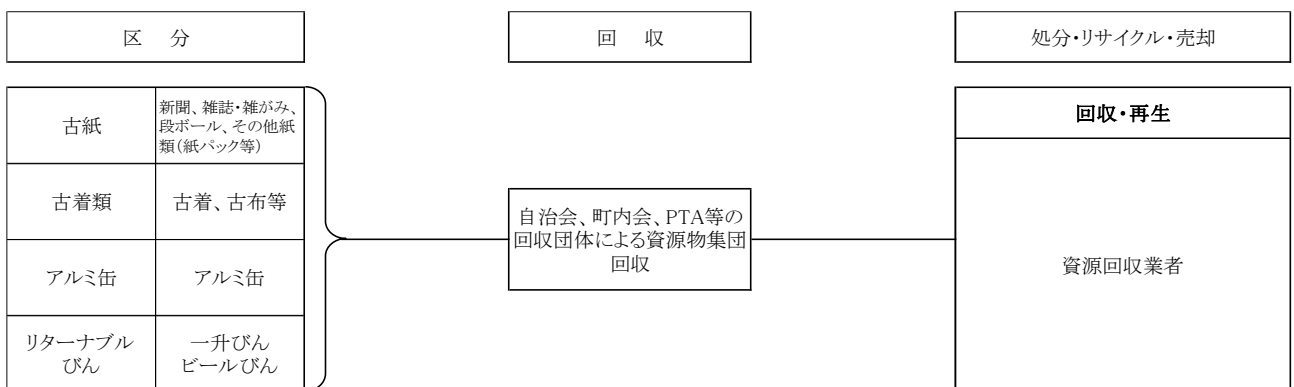 区 分
回 収
処分・リサイクル・売却
古紙
新聞、雑誌・雑がみ、
段ボール、その他紙
類(紙パック等)
古着類
古着、古布等
アルミ缶
アルミ缶
リターナブル
びん
一升びん
ビールびん
自治会、町内会、PTA等の
回収団体による資源物集団
回収
回収・再生
資源回収業者